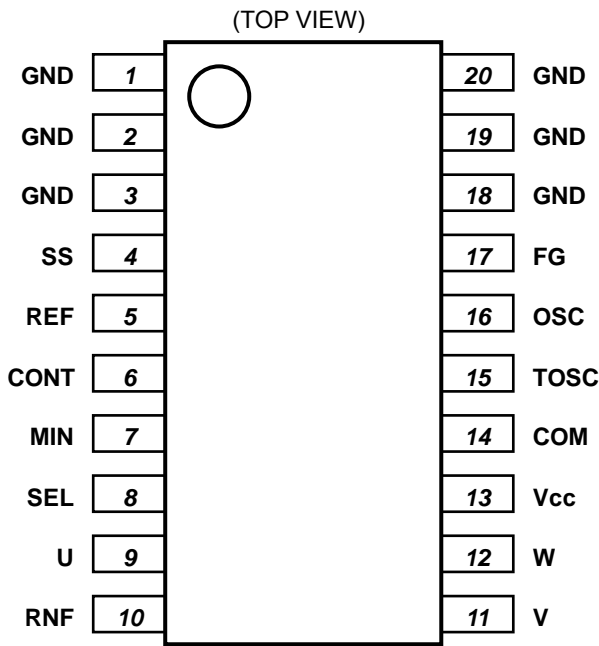 (TOP VIEW)
GND 1 20 GND
GND 2 19 GND
GND 3 18 GND
SS 4 17 FG
REF 5 16 OSC
CONT 6 15 TOSC
MIN 7 14 COM
SEL 8 13 Vcc
U 9 12 W
RNF 10 11 V